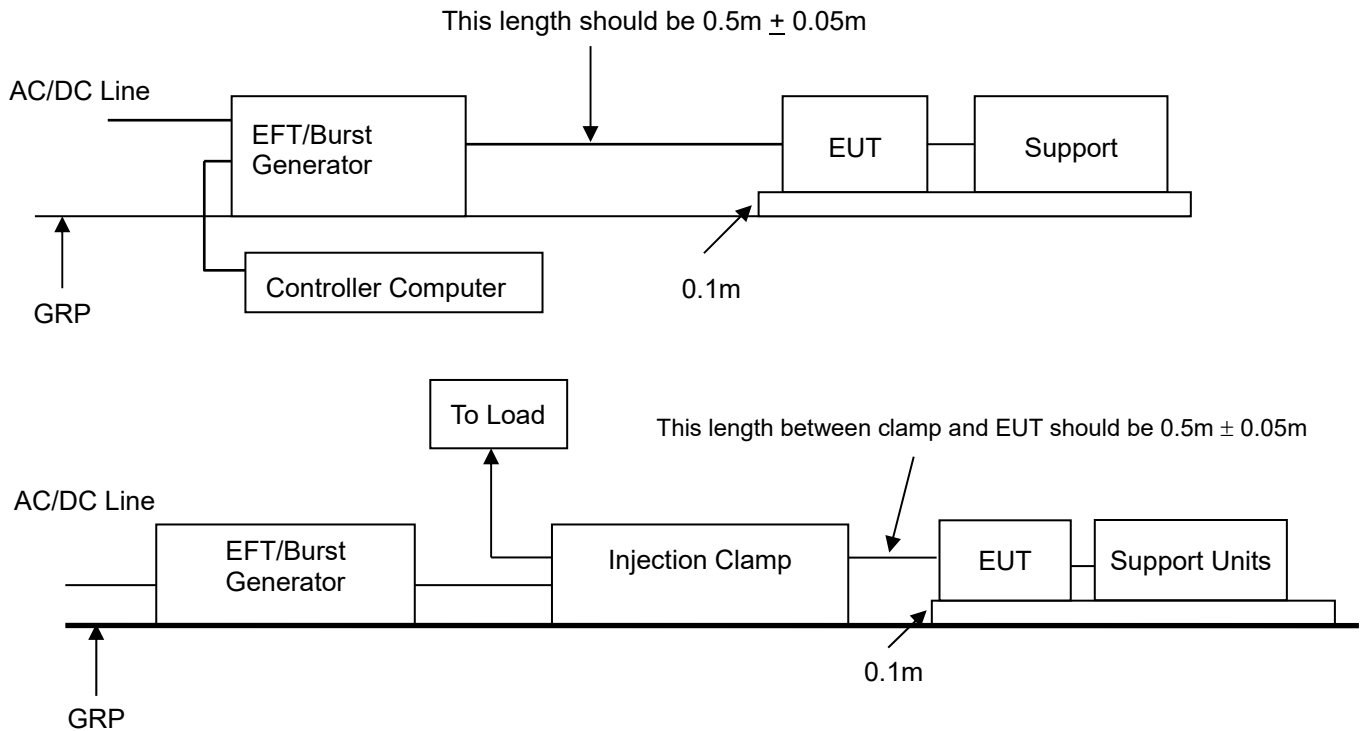 This length should be 0.5m ± 0.05m
AC/DC Line
EFT/Burst
Generator
EUT
Support
0.1m
Controller Computer
GRP
To Load
This length between clamp and EUT should be 0.5m ± 0.05m
AC/DC Line
EFT/Burst
Generator
Injection Clamp
EUT
Support Units
0.1m
GRP